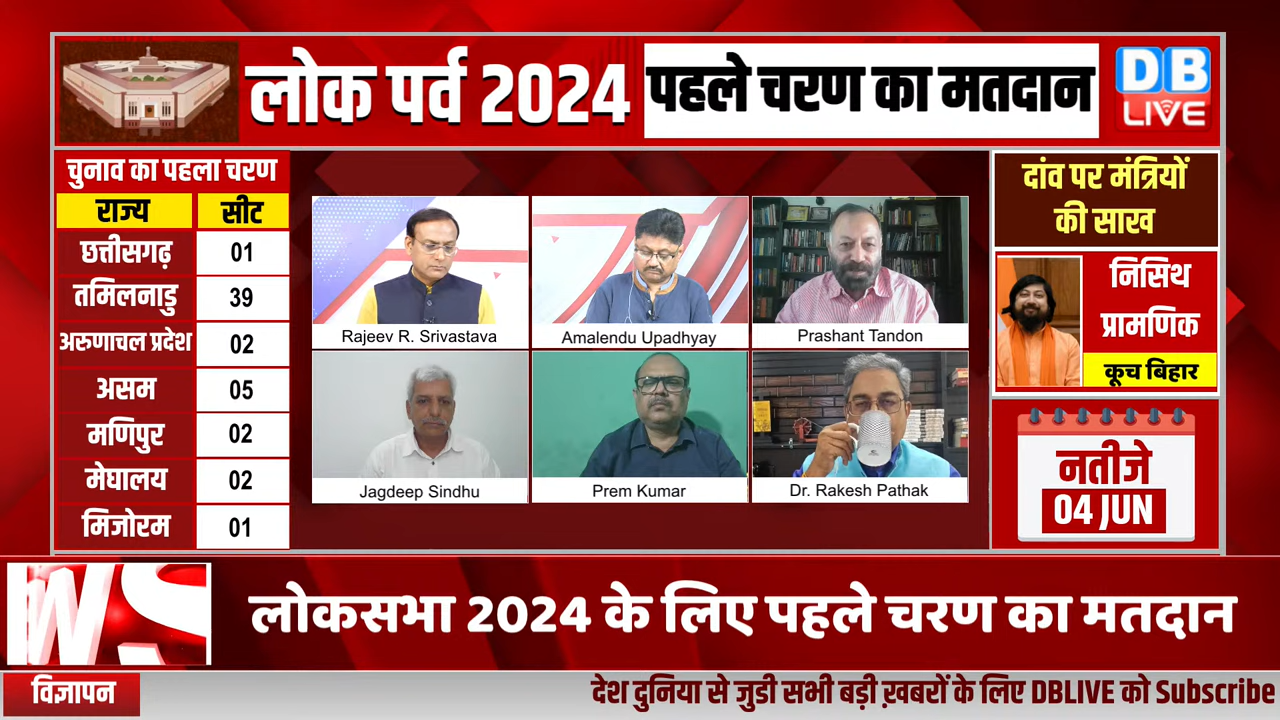 लोक पर्व 2024
पहले चरण का मतदान
DB
LIVE
चुनाव का पहला चरण
राज्य सीट
छत्तीसगढ़ 01
तमिलनाडु 39
अरुणाचल प्रदेश 02
असम 05
मणिपुर 02
मेघालय 02
मिजोरम 01
Rajeev R. Srivastava
Amalendu Upadhyay
Prashant Tandon
Jagdeep Sindhu
Prem Kumar
Dr. Rakesh Pathak
दांव पर मंत्रियों
की साख
निसिथ
प्रामणिक
कूच बिहार
नतीजे
04 JUN
WS
लोकसभा 2024 के लिए पहले चरण का मतदान
विज्ञापन
देश दुनिया से जुडी सभी बड़ी ख़बरों के लिए DBLIVE को Subscribe